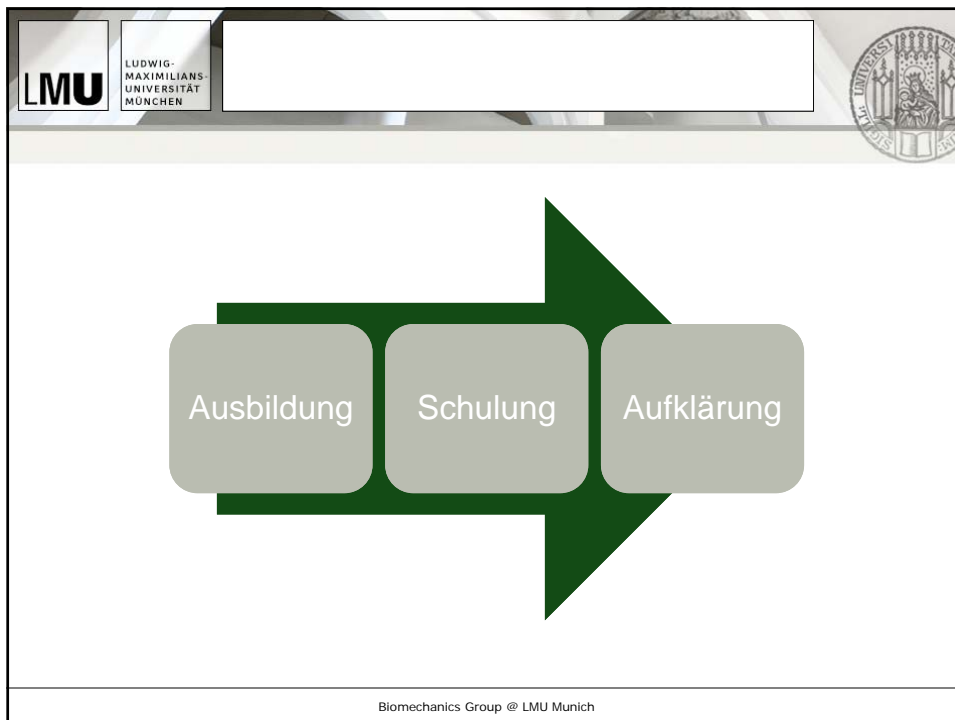 LMU
LUDWIG-
MAXIMILIANS-
UNIVERSITÄT
MÜNCHEN
Ausbildung
Schulung
Aufklärung
Biomechanics Group @ LMU Munich